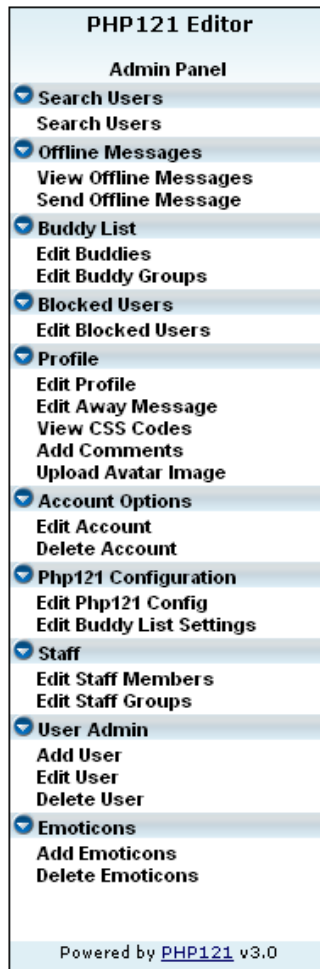 PHP121 Editor
Admin Panel
Search Users
Search Users
Offline Messages
View Offline Messages
Send Offline Message
Buddy List
Edit Buddies
Edit Buddy Groups
Blocked Users
Edit Blocked Users
Profile
Edit Profile
Edit Away Message
View CSS Codes
Add Comments
Upload Avatar Image
Account Options
Edit Account
Delete Account
Php121 Configuration
Edit Php121 Config
Edit Buddy List Settings
Staff
Edit Staff Members
Edit Staff Groups
User Admin
Add User
Edit User
Delete User
Emoticons
Add Emoticons
Delete Emoticons
Powered by PHP121 v3.0